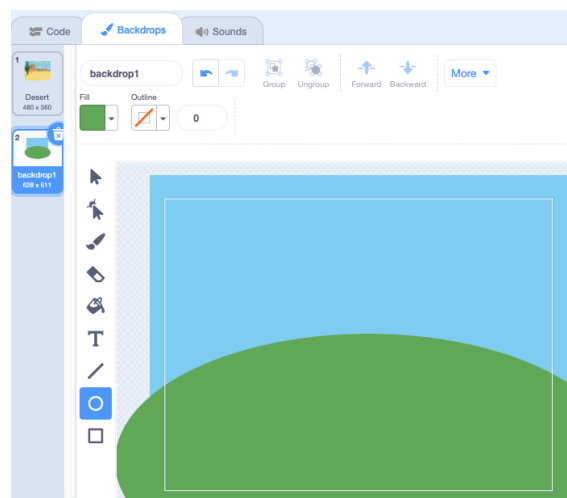 Code
Backdrops
Sounds
1
Desert
480 x 360
2
backdrop1
628 x 511
backdrop1
Group
Ungroup
Forward
Backward
More
Fill
Outline
0
T